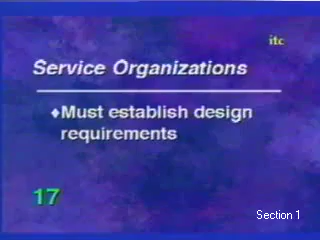 itc
Service Organizations
♦Must establish design
requirements
17
Section 1